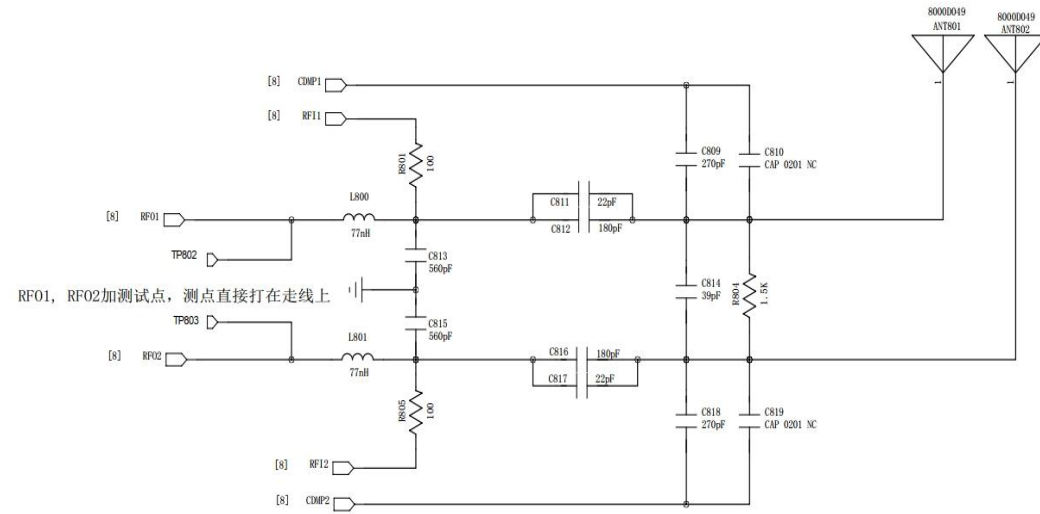 8000D049
ANT801
8000D049
ANT802
1
1
[8] CDMP1
[8] RFI1
R801
100
C809
270pF
C810
CAP 0201 NC
L800
77nH
[8] RFO1
C811 22pF
C812 180pF
TP802
C813
560pF
C814
39pF
R804
1.5K
RFO1, RFO2加测试点，测点直接打在走线上
TP803
C815
560pF
L801
77nH
[8] RFO2
C816 180pF
C817 22pF
R805
100
C818
270pF
C819
CAP 0201 NC
[8] RFI2
[8] CDMP2